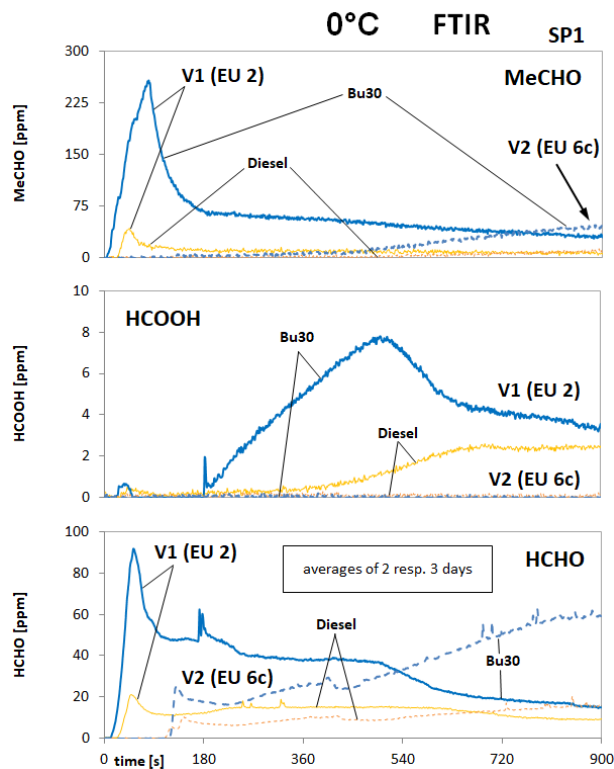 0°C FTIR
SP1
300
225
150
75
0
MeCHO [ppm]
V1 (EU 2)
Bu30
MeCHO
Diesel
V2 (EU 6c)
10
8
6
4
2
0
HCOOH [ppm]
HCOOH
Bu30
V1 (EU 2)
Diesel
V2 (EU 6c)
100
80
60
40
20
0
HCHO [ppm]
V1 (EU 2)
averages of 2 resp. 3 days
HCHO
Diesel
V2 (EU 6c)
Bu30
0 time [s] 180 360 540 720 900